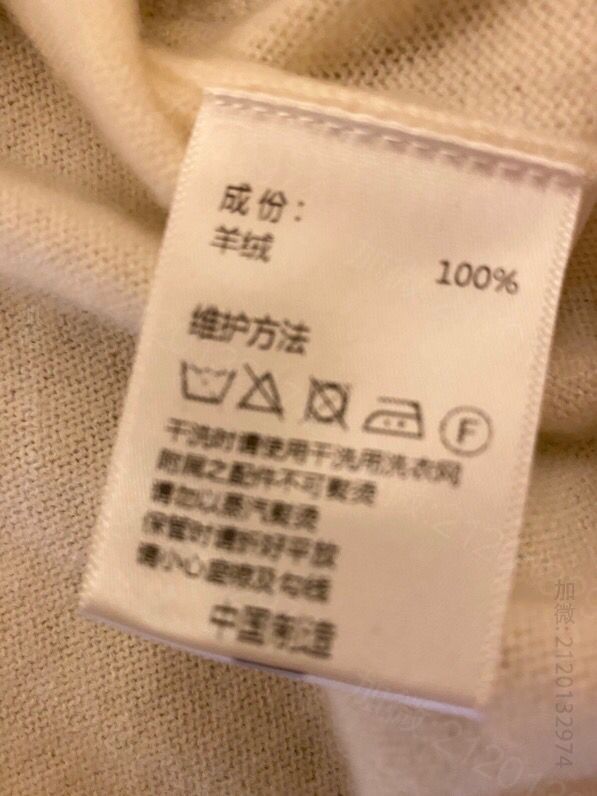 成份：
羊绒
100%
维护方法
F
干洗时请使用干洗用洗衣网
附属之配件不可熨烫
请勿以蒸汽熨烫
保管时请折好平放
请小心磨擦及勾线
中国制造
加微:2120132974